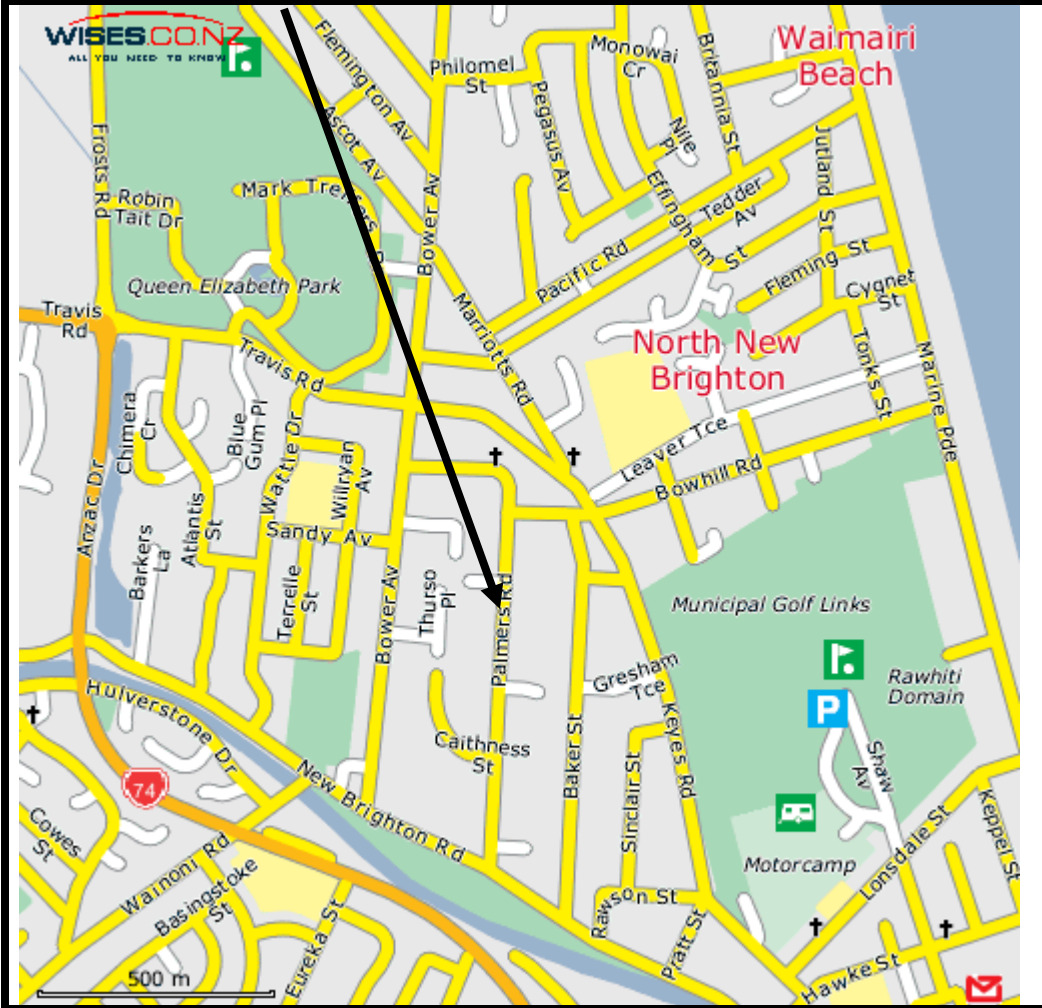 WISES.CO.NZ
ALL YOU NEED TO KNOW
Flemington Av
Philomel
St
Monowai
Cr
Britannia St
Waimairi
Beach
Frosts Rd
Ascot Av
Pegasus Av
Nile
Pl
Jutland St
Robin
Tait Dr
Mark Treffers Dr
Bower Av
Effingham
St
Tedder
Av
Pacific Rd
Fleming St
Queen Elizabeth Park
Cygnet
St
Travis
Rd
Marriotts Rd
North New
Brighton
Tonks St
Marine Pde
Travis Rd
Chimera
Cr
Blue
Gum Pl
Wattle Dr
Willryan
Av
Leaver Tce
Bowhill Rd
Anzac Dr
Atlantis
St
Sandy Av
Barkers
La
Terrelle
St
Bower Av
Thurso
Pl
Palmers Rd
Municipal Golf Links
Gresham
Tce
Rawhiti
Domain
P
Hulverstone Dr
Caithness
St
Baker St
Keyes Rd
Shaw
Av
74
New Brighton Rd
Sinclair St
Cowes
St
Wainoni Rd
Motorcamp
Lonsdale St
Keppel St
Basingstoke
St
Eureka St
Rawson St
Pratt St
Hawke St
500 m